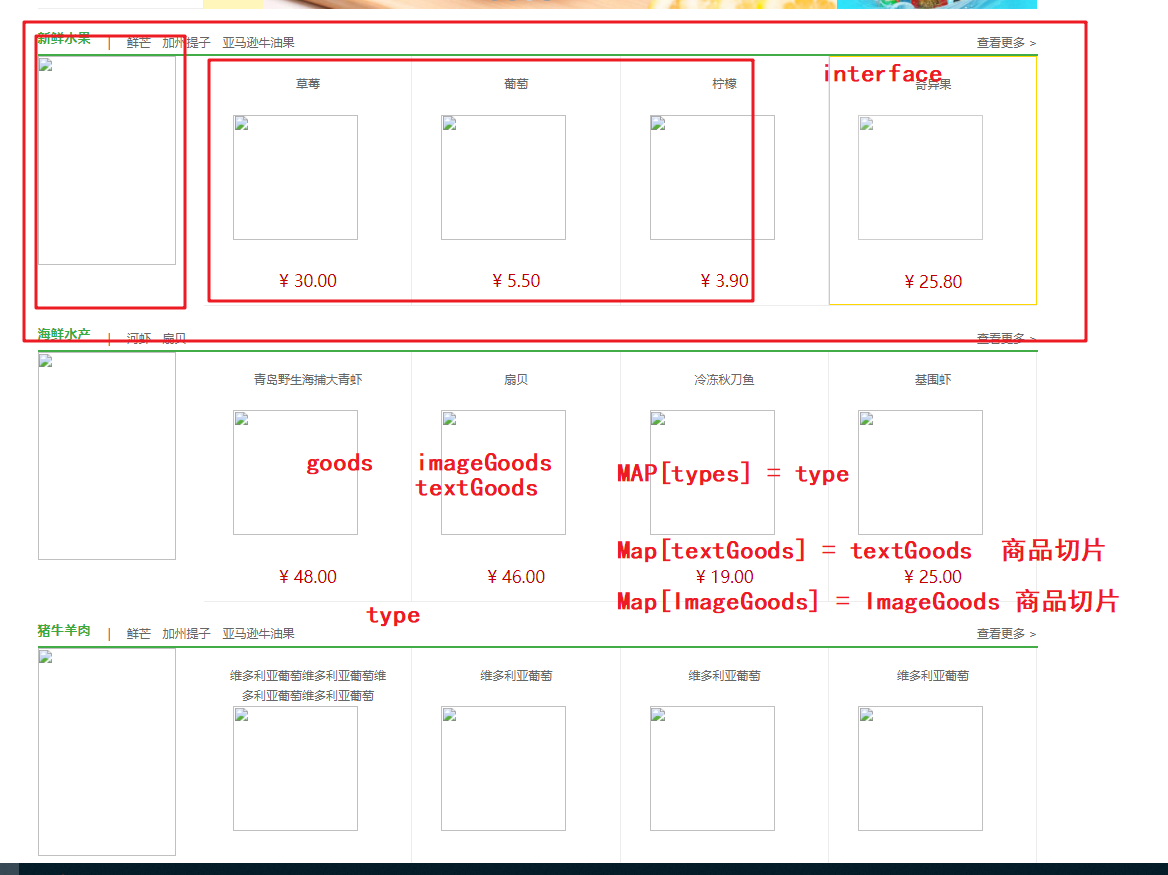 新鲜水果 | 鲜芒 加州提子 亚马逊牛油果 查看更多 >
interface
草莓 葡萄 柠檬 奇异果
¥ 30.00 ¥ 5.50 ¥ 3.90 ¥ 25.80
海鲜水产 | 河虾 扇贝 查看更多 >
青岛野生海捕大青虾 扇贝 冷冻秋刀鱼 基围虾
goods imageGoods
MAP[types] = type
textGoods
Map[textGoods] = textGoods 商品切片
¥ 48.00 ¥ 46.00 ¥ 19.00 ¥ 25.00
Map[ImageGoods] = ImageGoods 商品切片
type
猪牛羊肉 | 鲜芒 加州提子 亚马逊牛油果 查看更多 >
维多利亚葡萄维多利亚葡萄维 维多利亚葡萄 维多利亚葡萄 维多利亚葡萄
多利亚葡萄维多利亚葡萄